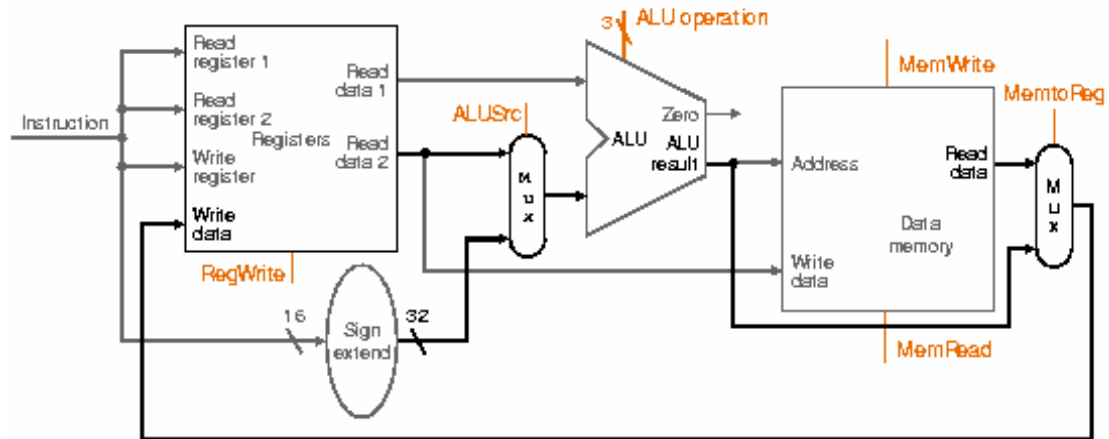 3
ALU operation
Read
register 1
Read
data 1
MemWrite
MemtoReg
Read
register 2
Instruction
Registers
ALUSrc
Zero
ALU
ALU
result
Read
data 2
Write
register
Address
Read
data
M
u
x
M
u
x
Write
data
Data
memory
RegWrite
Write
data
16
32
Sign
extend
MemRead